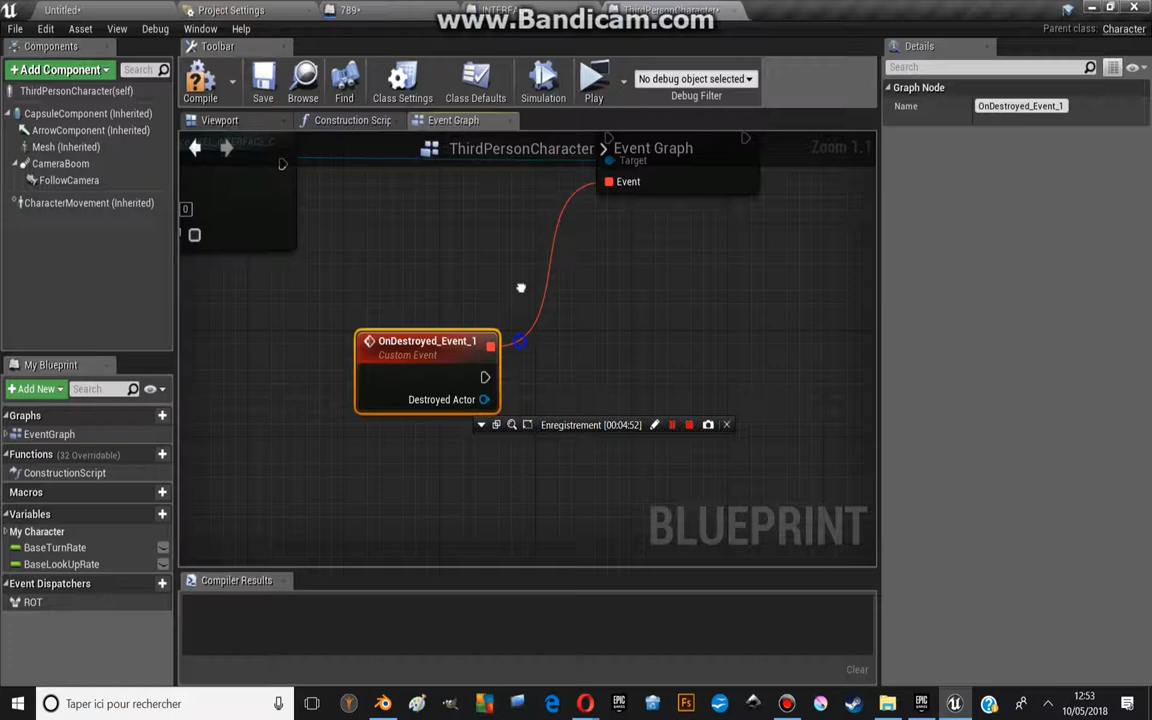 www.Bandicam.com
Untitled*
Project Settings
789*
INTERFA
ThirdPersonCharacter*
File Edit Asset View Window Debug Help
Parent class: Character
Components
Toolbar
Details
+ Add Component
Search
Compile
Save
Browse
Find
Class Settings
Class Defaults
Simulation
Play
No debug object selected
Debug Filter
Search
Graph Node
Name OnDestroyed_Event_1
ThirdPersonCharacter(self)
CapsuleComponent (Inherited)
ArrowComponent (Inherited)
Mesh (Inherited)
CameraBoom
FollowCamera
CharacterMovement (Inherited)
Viewport
Construction Scrip
Event Graph
ThirdPersonCharacter > Event Graph
Zoom 1.1
Target
Event
0
OnDestroyed_Event_1
Custom Event
Destroyed Actor
Enregistrement [00:04:52]
BLUEPRINT
My Blueprint
+ Add New
Search
Graphs
EventGraph
Functions (32 Overridable)
ConstructionScript
Macros
Variables
My Character
BaseTurnRate
BaseLookUpRate
Event Dispatchers
ROT
Compiler Results
Clear
Taper ici pour rechercher
12:53
10/05/2018